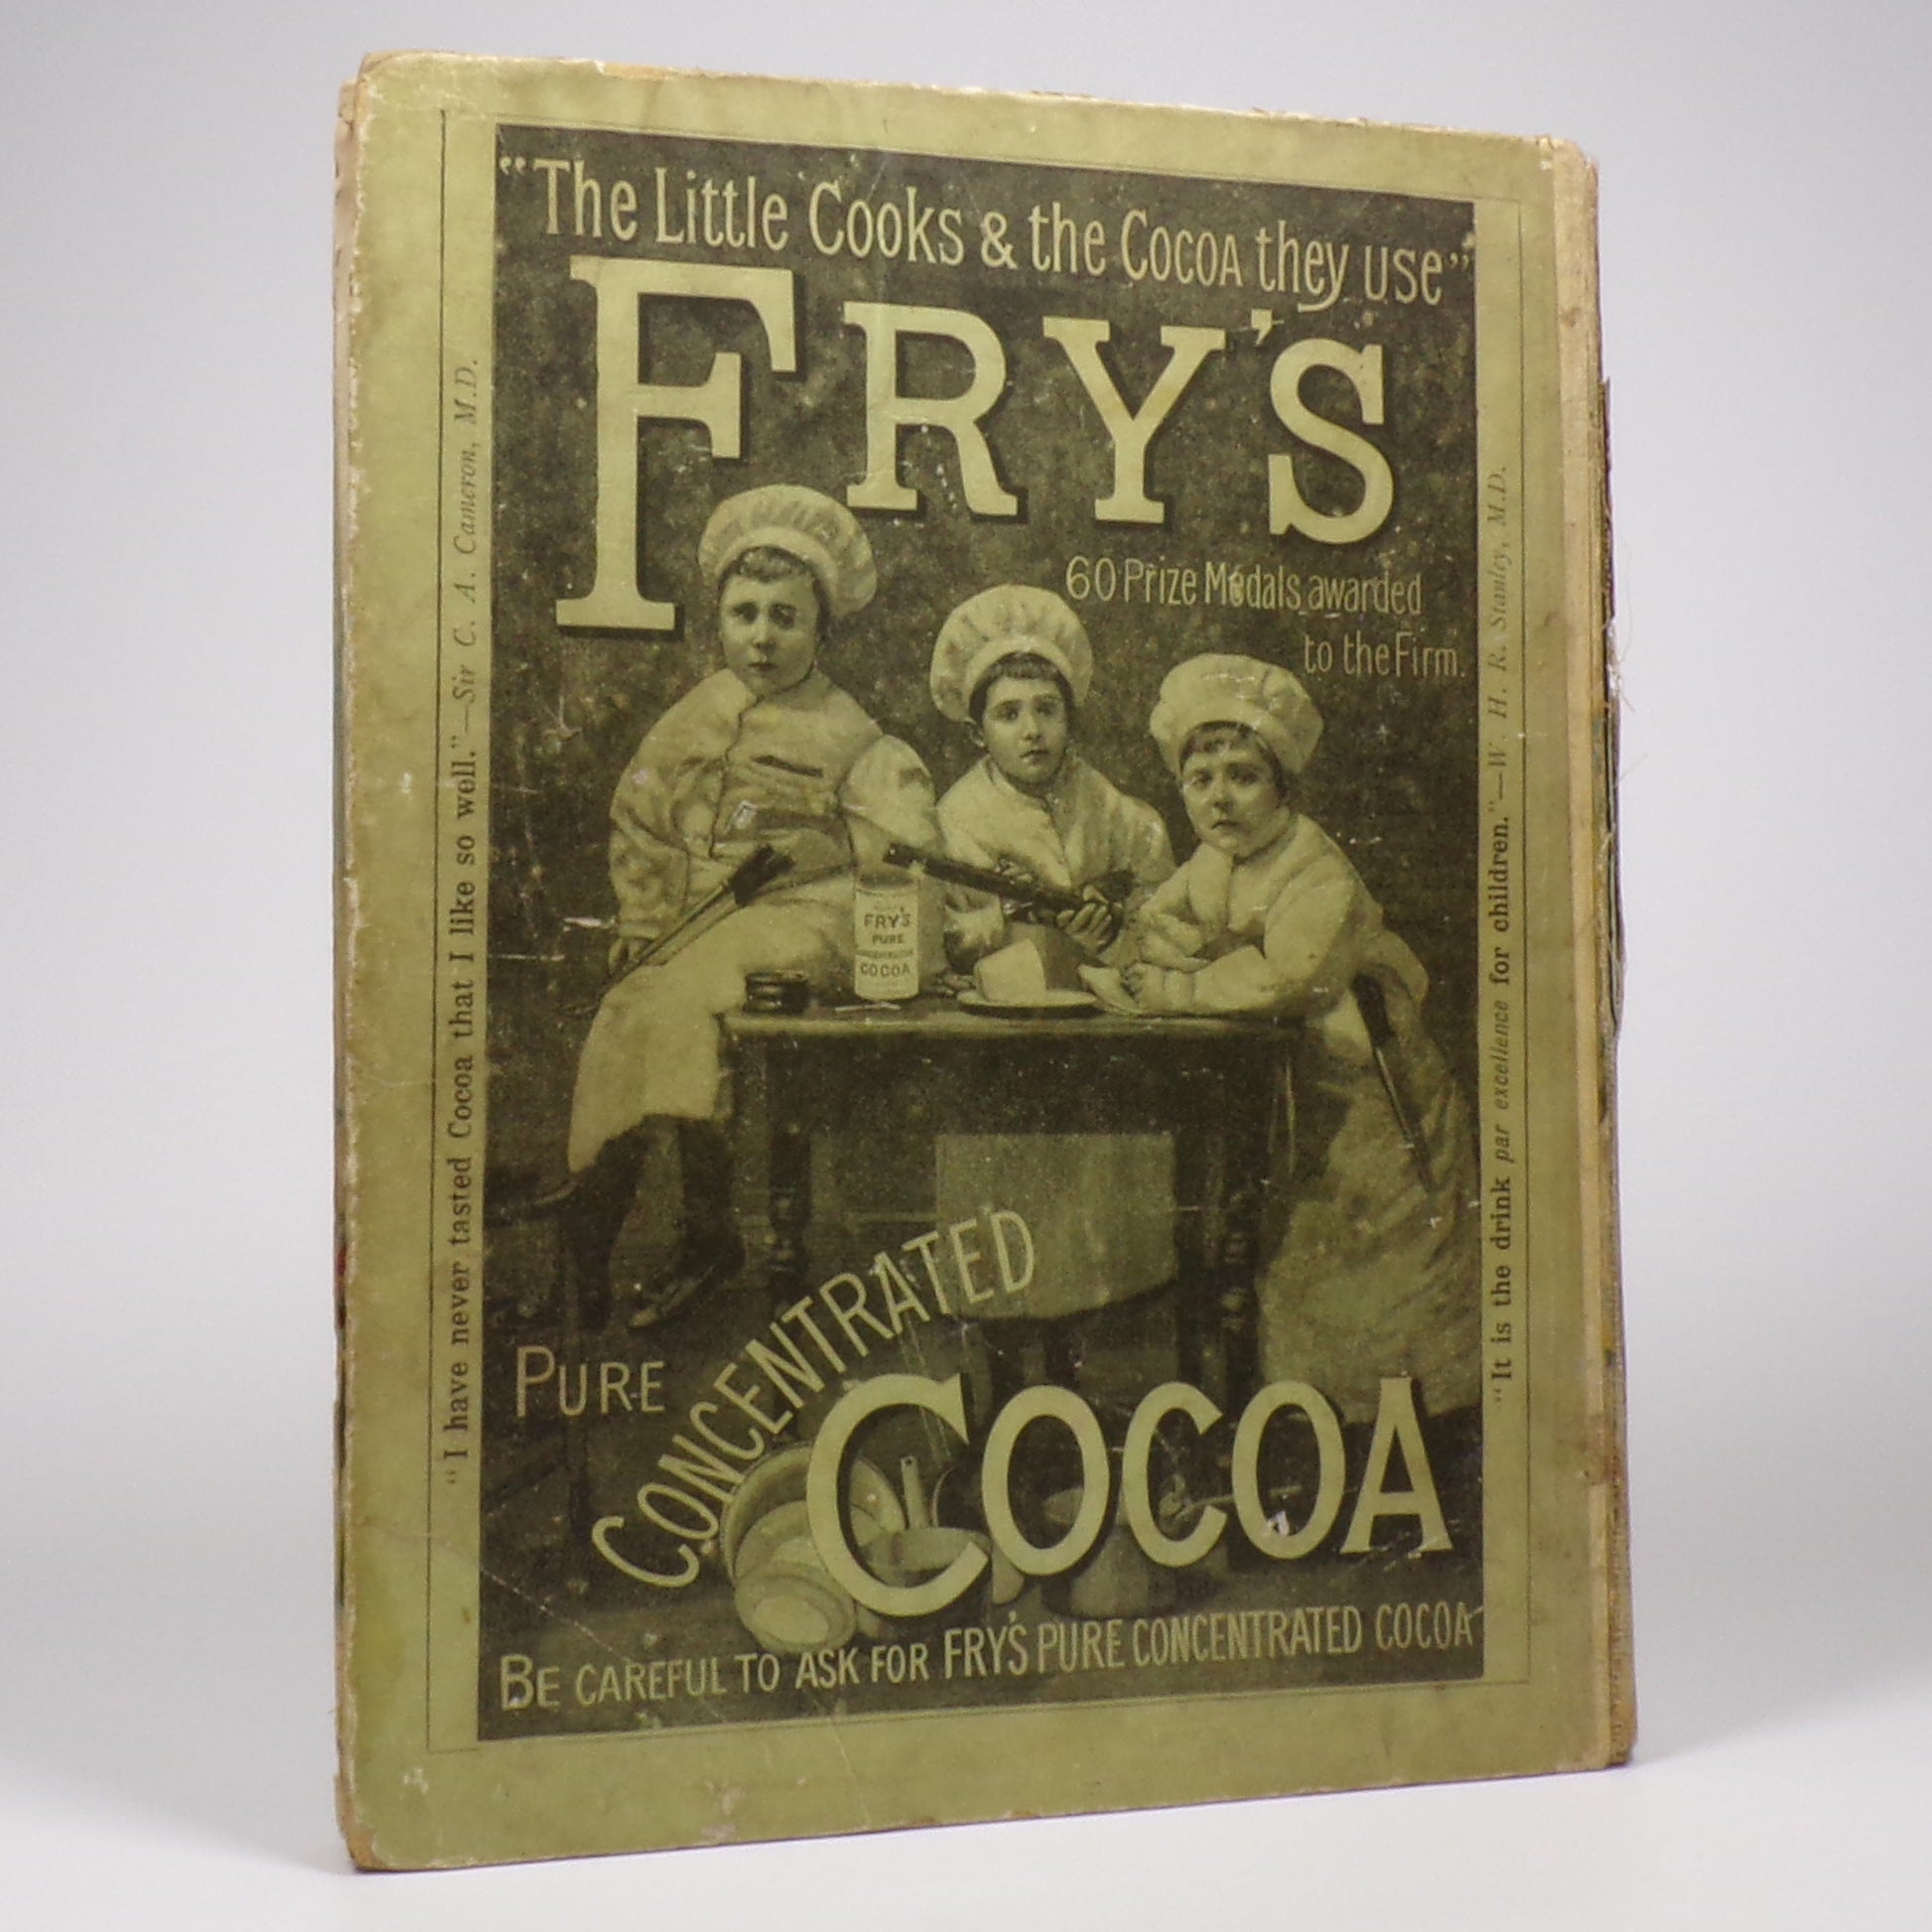 "The Little Cooks & the Cocoa they use"
FRY'S
60 Prize Medals awarded
to the Firm.
FRY'S
PURE
CONCENTRATED
COCOA
PURE
CONCENTRATED
COCOA
BE CAREFUL TO ASK FOR FRY'S PURE CONCENTRATED COCOA
"I have never tasted Cocoa that I like so well."—Sir C. A. Cameron, M.D.
"It is the drink par excellence for children."—W. H. R. Stanley, M.D.